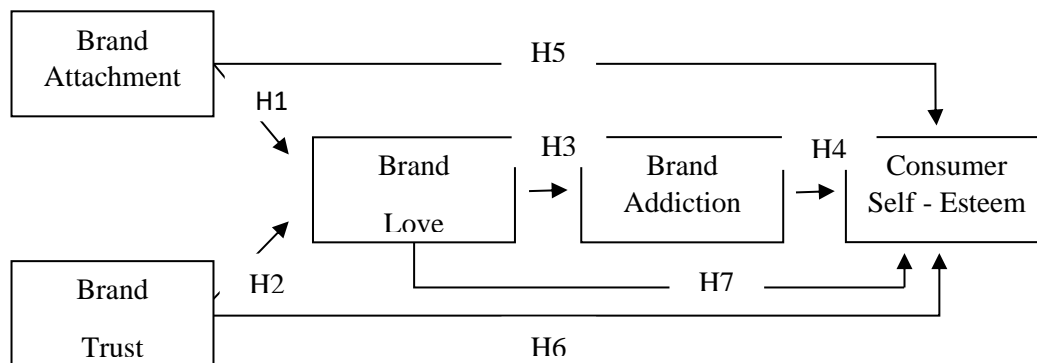 Brand
Attachment
H5
H1
H3
H4
Brand
Love
Brand
Addiction
Consumer
Self - Esteem
H2
H7
Brand
Trust
H6